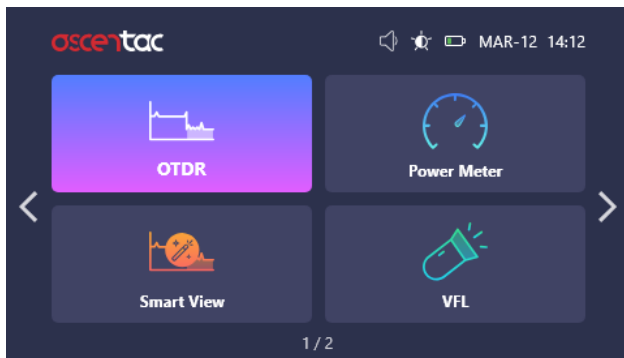 ascentac MAR-12 14:12
OTDR
Power Meter
Smart View
VFL
1 / 2